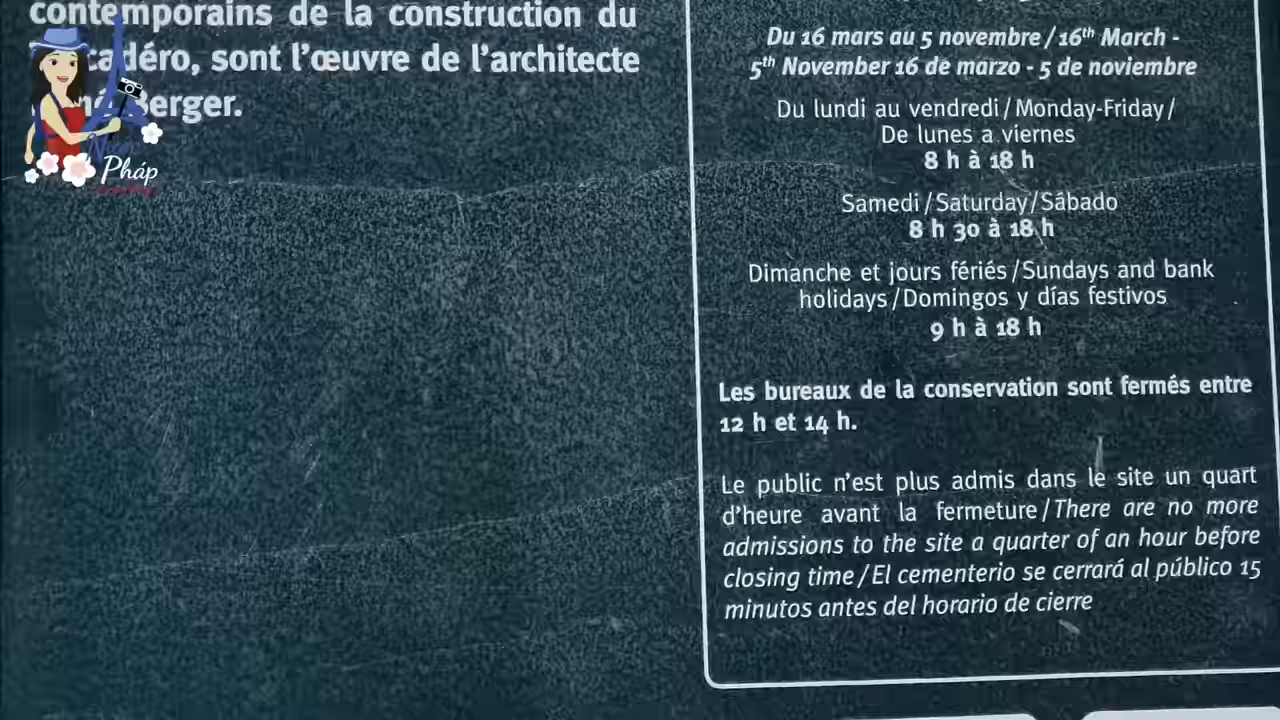 contemporains de la construction du
sont l'œuvre de l'architecte
Berger.
Pháp
Du 16 mars au 5 novembre / 16th March -
5th November 16 de marzo - 5 de noviembre
Du lundi au vendredi / Monday-Friday /
De lunes a viernes
8 h à 18 h
Samedi / Saturday / Sábado
8 h 30 à 18 h
Dimanche et jours fériés / Sundays and bank
holidays / Domingos y días festivos
9 h à 18 h
Les bureaux de la conservation sont fermés entre
12 h et 14 h.
Le public n'est plus admis dans le site un quart
d'heure avant la fermeture / There are no more
admissions to the site a quarter of an hour before
closing time / El cementerio se cerrará al público 15
minutos antes del horario de cierre